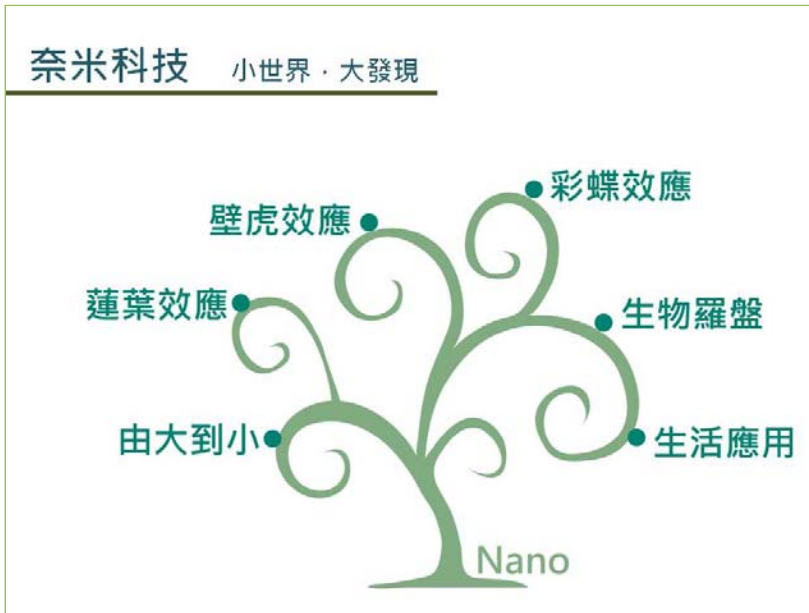 奈米科技 小世界．大發現
彩蝶效應
壁虎效應
蓮葉效應
生物羅盤
由大到小
生活應用
Nano